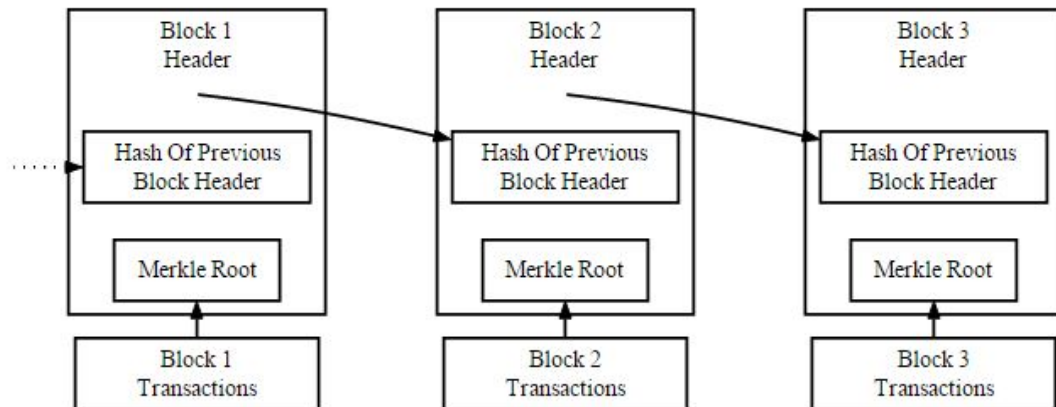 Block 1
Header
Hash Of Previous
Block Header
Merkle Root
Block 1
Transactions
Block 2
Header
Hash Of Previous
Block Header
Merkle Root
Block 2
Transactions
Block 3
Header
Hash Of Previous
Block Header
Merkle Root
Block 3
Transactions